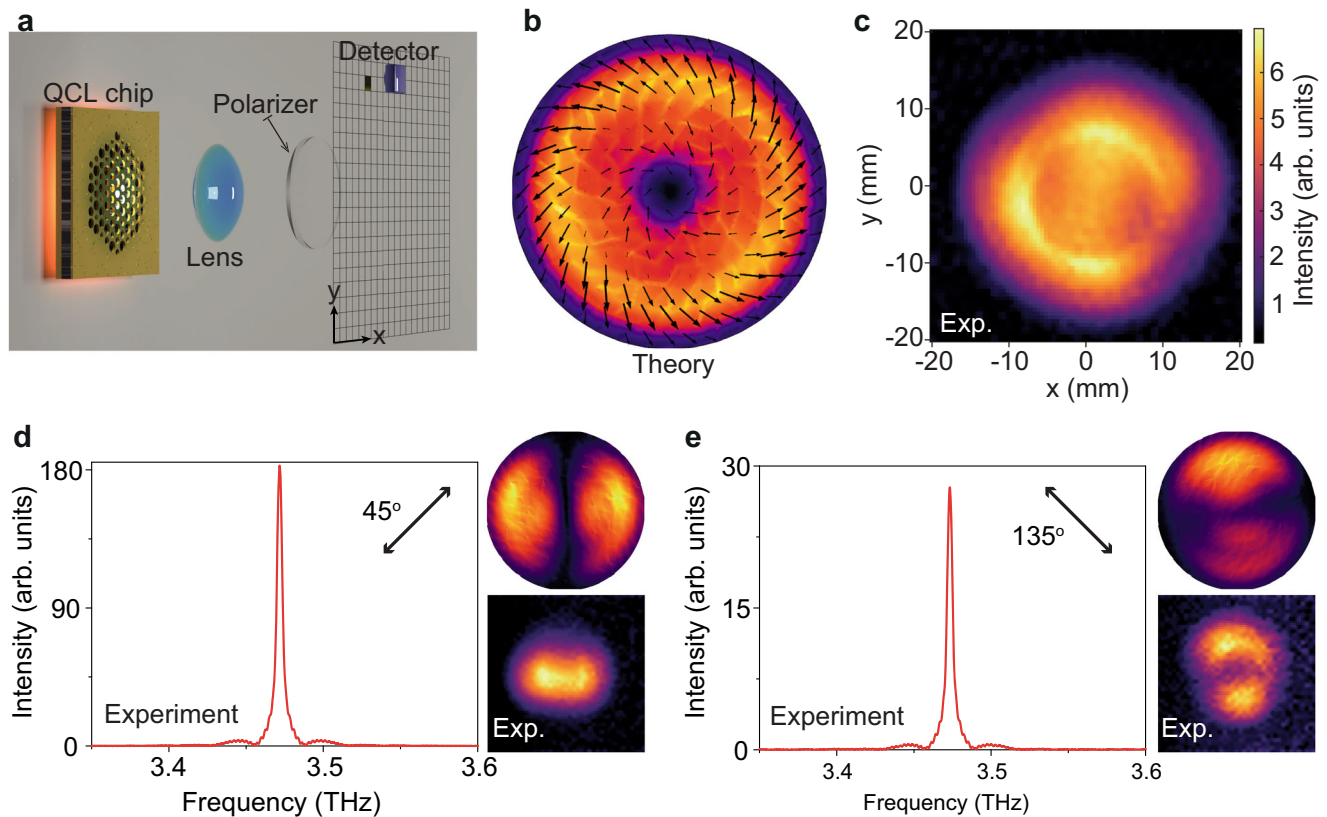 a
QCL chip
Lens
Polarizer
Detector
y
x
b
Theory
c
20
10
0
-10
-20
y (mm)
Exp.
-20 -10 0 10 20
x (mm)
6
5
4
3
2
1
Intensity (arb. units)
d
180
90
0
Intensity (arb. units)
45°
Experiment
3.4 3.5 3.6
Frequency (THz)
Exp.
e
30
15
0
Intensity (arb. units)
135°
Experiment
3.4 3.5 3.6
Frequency (THz)
Exp.